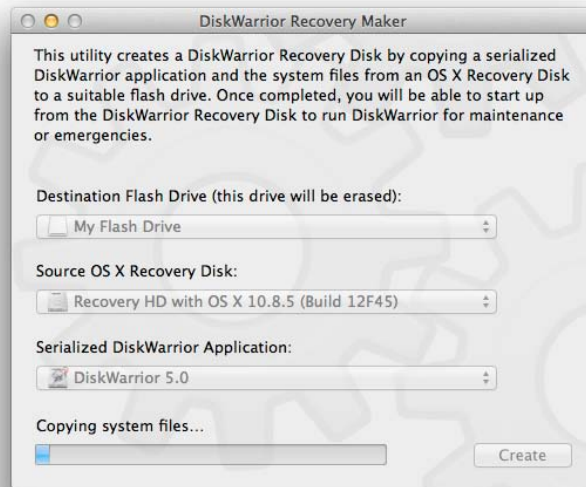 DiskWarrior Recovery Maker
This utility creates a DiskWarrior Recovery Disk by copying a serialized
DiskWarrior application and the system files from an OS X Recovery Disk
to a suitable flash drive. Once completed, you will be able to start up
from the DiskWarrior Recovery Disk to run DiskWarrior for maintenance
or emergencies.
Destination Flash Drive (this drive will be erased):
My Flash Drive
Source OS X Recovery Disk:
Recovery HD with OS X 10.8.5 (Build 12F45)
Serialized DiskWarrior Application:
DiskWarrior 5.0
Copying system files...
Create